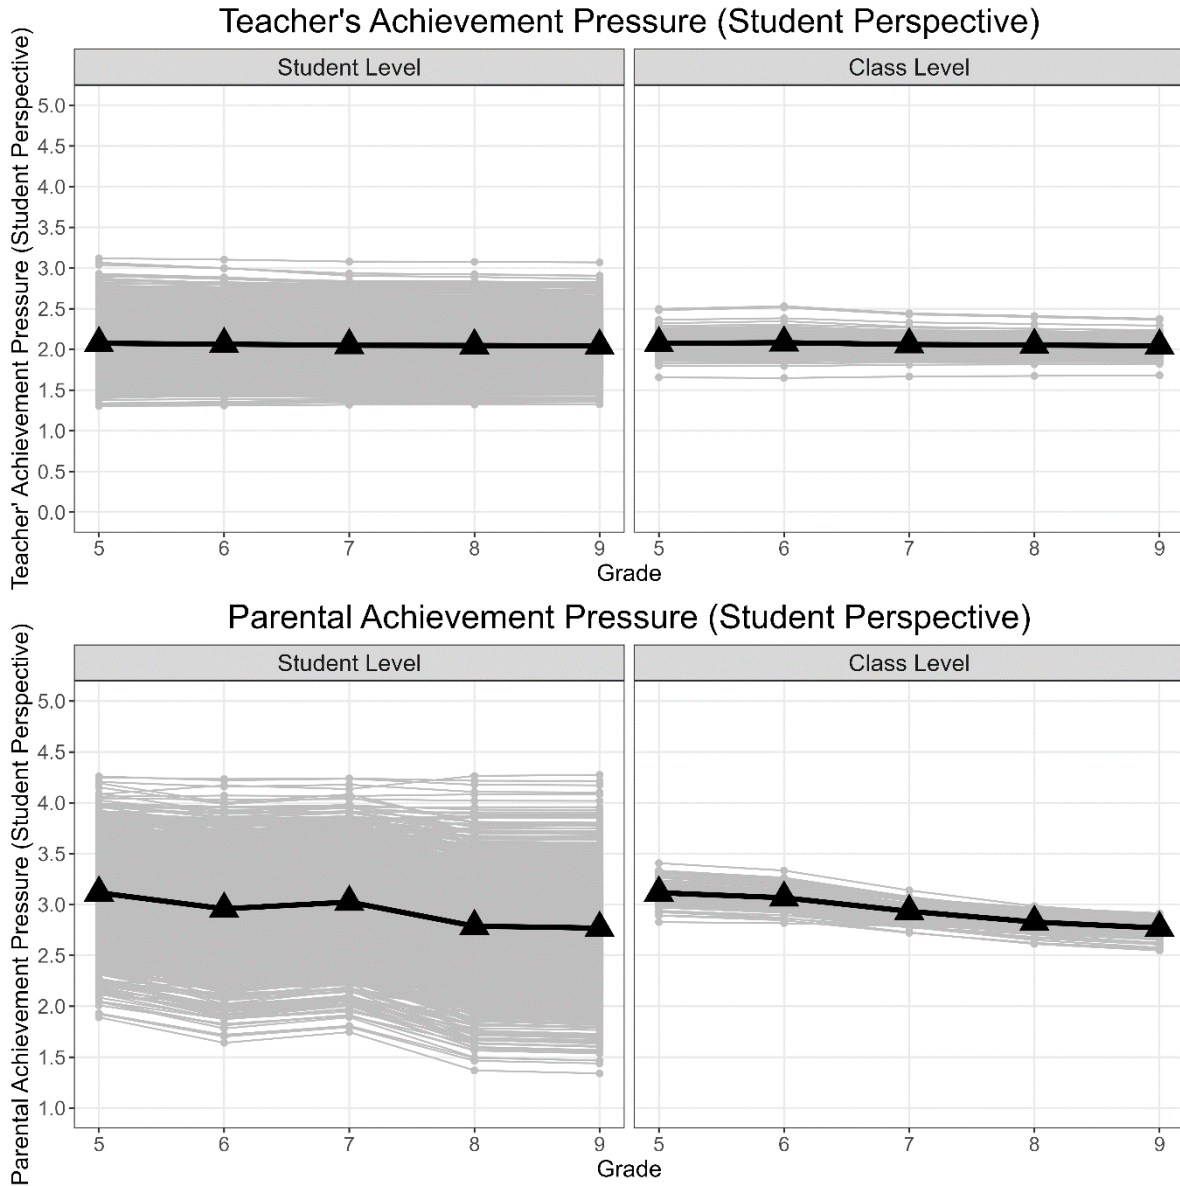 Teacher's Achievement Pressure (Student Perspective)
Student Level
Class Level
Teacher' Achievement Pressure (Student Perspective)
5.0
4.5
4.0
3.5
3.0
2.5
2.0
1.5
1.0
0.5
0.0
5 6 7 8 9
5 6 7 8 9
Grade
Parental Achievement Pressure (Student Perspective)
Student Level
Class Level
Parental Achievement Pressure (Student Perspective)
5.0
4.5
4.0
3.5
3.0
2.5
2.0
1.5
1.0
5 6 7 8 9
5 6 7 8 9
Grade